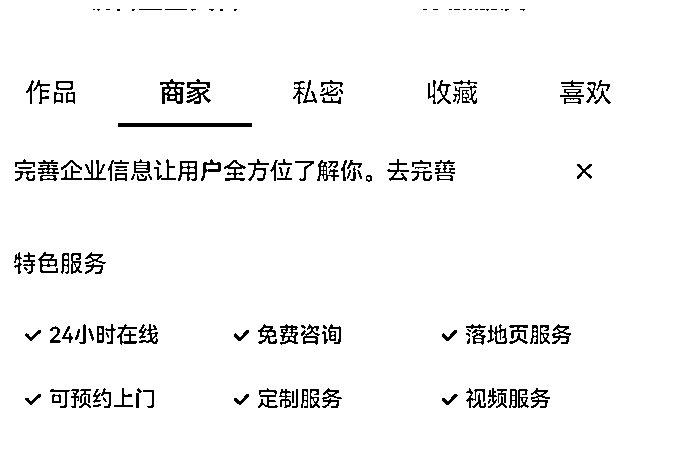 作品 商家 私密 收藏 喜欢
完善企业信息让用户全方位了解你。去完善 ×
特色服务
✓ 24小时在线 ✓ 免费咨询 ✓ 落地页服务
✓ 可预约上门 ✓ 定制服务 ✓ 视频服务